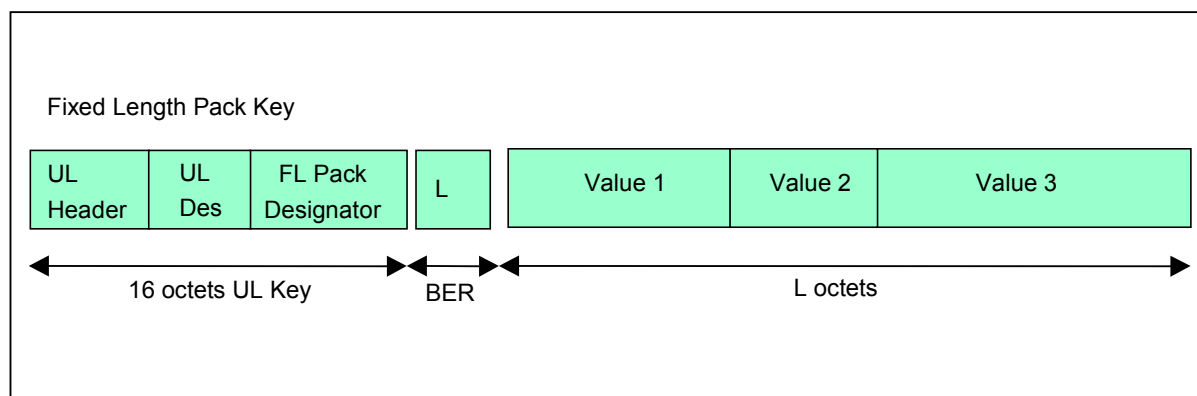 Fixed Length Pack Key
UL Header
UL Des
FL Pack Designator
L
Value 1
Value 2
Value 3
16 octets UL Key
BER
L octets